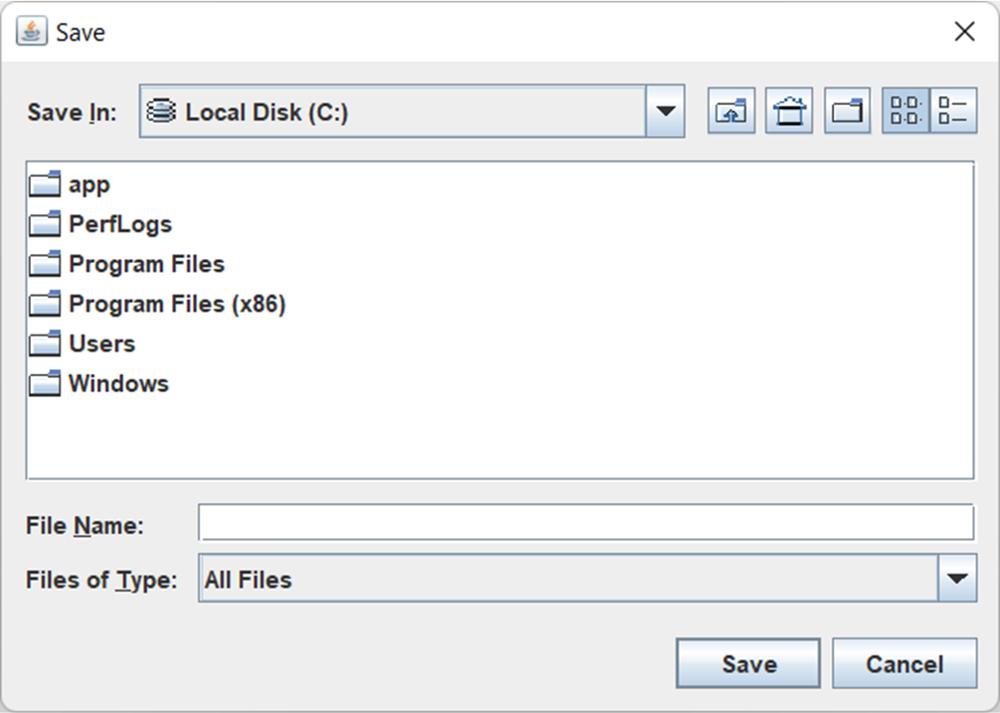 Save
Save In: Local Disk (C:)
app
PerfLogs
Program Files
Program Files (x86)
Users
Windows
File Name:
Files of Type: All Files
Save Cancel